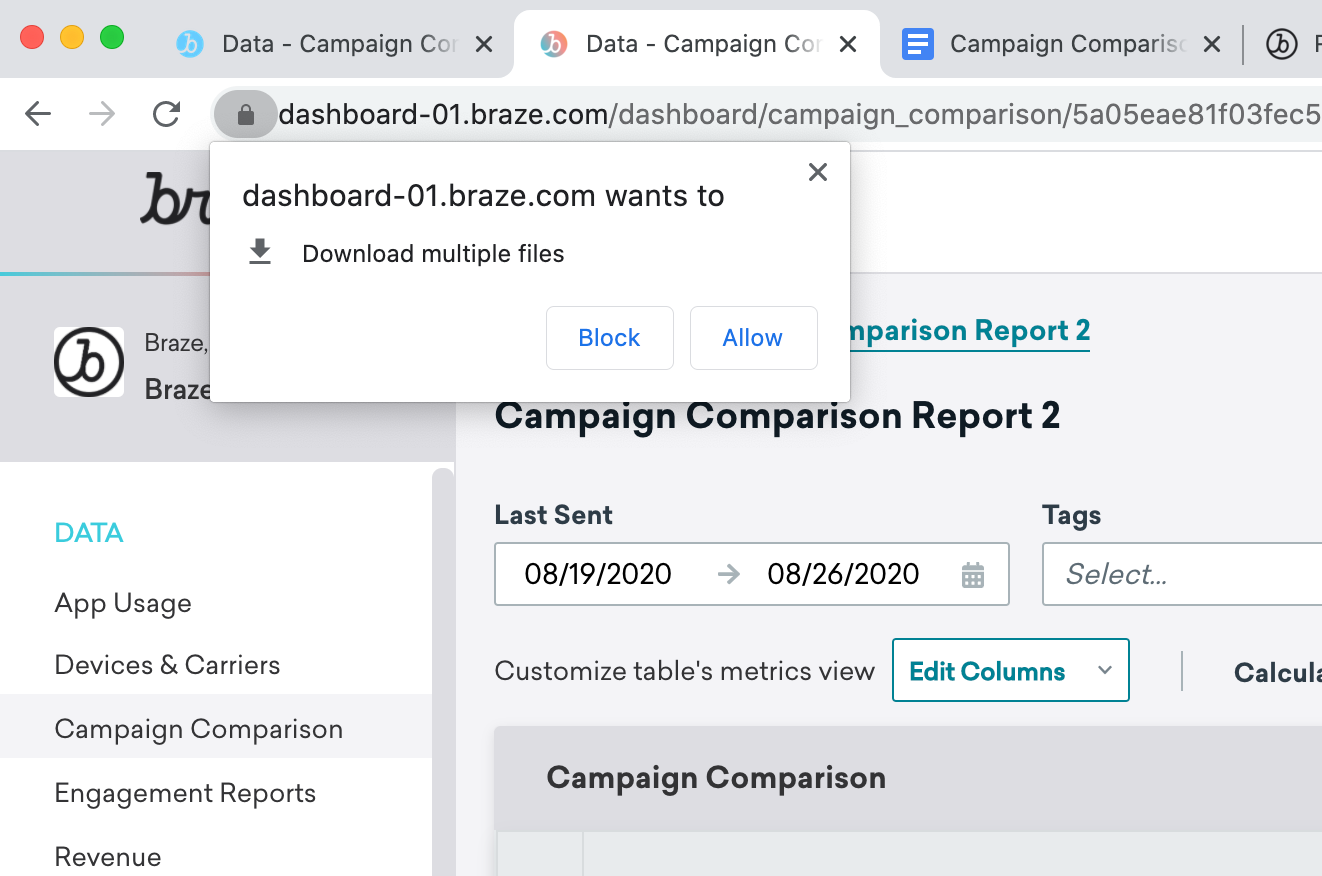 Data - Campaign Cor
Data - Campaign Cor
Campaign Comparisc
dashboard-01.braze.com/dashboard/campaign_comparison/5a05eae81f03fec5
br
dashboard-01.braze.com wants to
Download multiple files
Block
Allow
mparison Report 2
Braze,
Braze
Campaign Comparison Report 2
Last Sent
Tags
08/19/2020
08/26/2020
Select...
DATA
App Usage
Devices & Carriers
Campaign Comparison
Engagement Reports
Revenue
Customize table's metrics view
Edit Columns
Calcula
Campaign Comparison